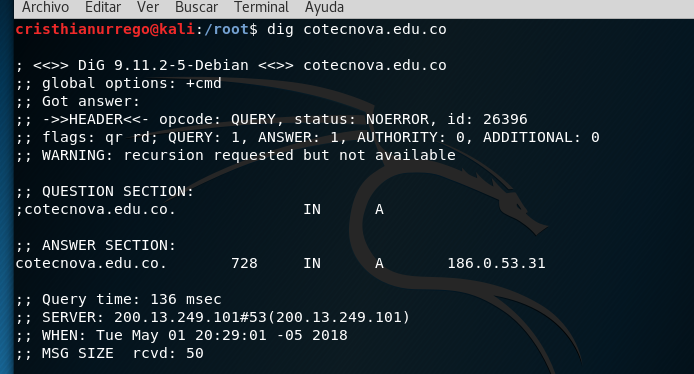 Archivo Editar Ver Buscar Terminal Ayuda
cristhianurrego@kali:/root$ dig cotecnova.edu.co
; <<>> DiG 9.11.2-5-Debian <<>> cotecnova.edu.co
;; global options: +cmd
;; Got answer:
;; ->>HEADER<<- opcode: QUERY, status: NOERROR, id: 26396
;; flags: qr rd; QUERY: 1, ANSWER: 1, AUTHORITY: 0, ADDITIONAL: 0
;; WARNING: recursion requested but not available
;; QUESTION SECTION:
;cotecnova.edu.co. IN A
;; ANSWER SECTION:
cotecnova.edu.co. 728 IN A 186.0.53.31
;; Query time: 136 msec
;; SERVER: 200.13.249.101#53(200.13.249.101)
;; WHEN: Tue May 01 20:29:01 -05 2018
;; MSG SIZE rcvd: 50